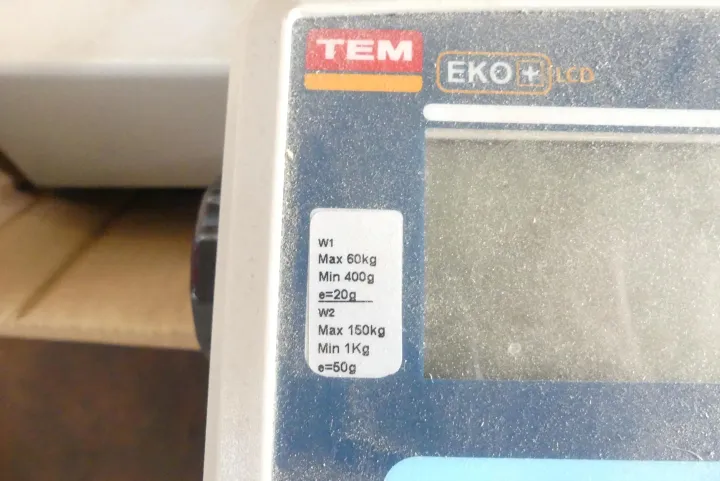 TEM
EKO+ LCD
W1
Max 60kg
Min 400g
e=20g
W2
Max 150kg
Min 1Kg
e=50g